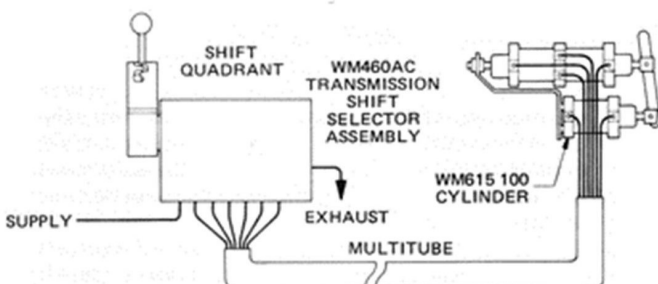 SHIFT
QUADRANT
WM460AC
TRANSMISSION
SHIFT
SELECTOR
ASSEMBLY
WM615 100
CYLINDER
EXHAUST
SUPPLY
MULTITUBE